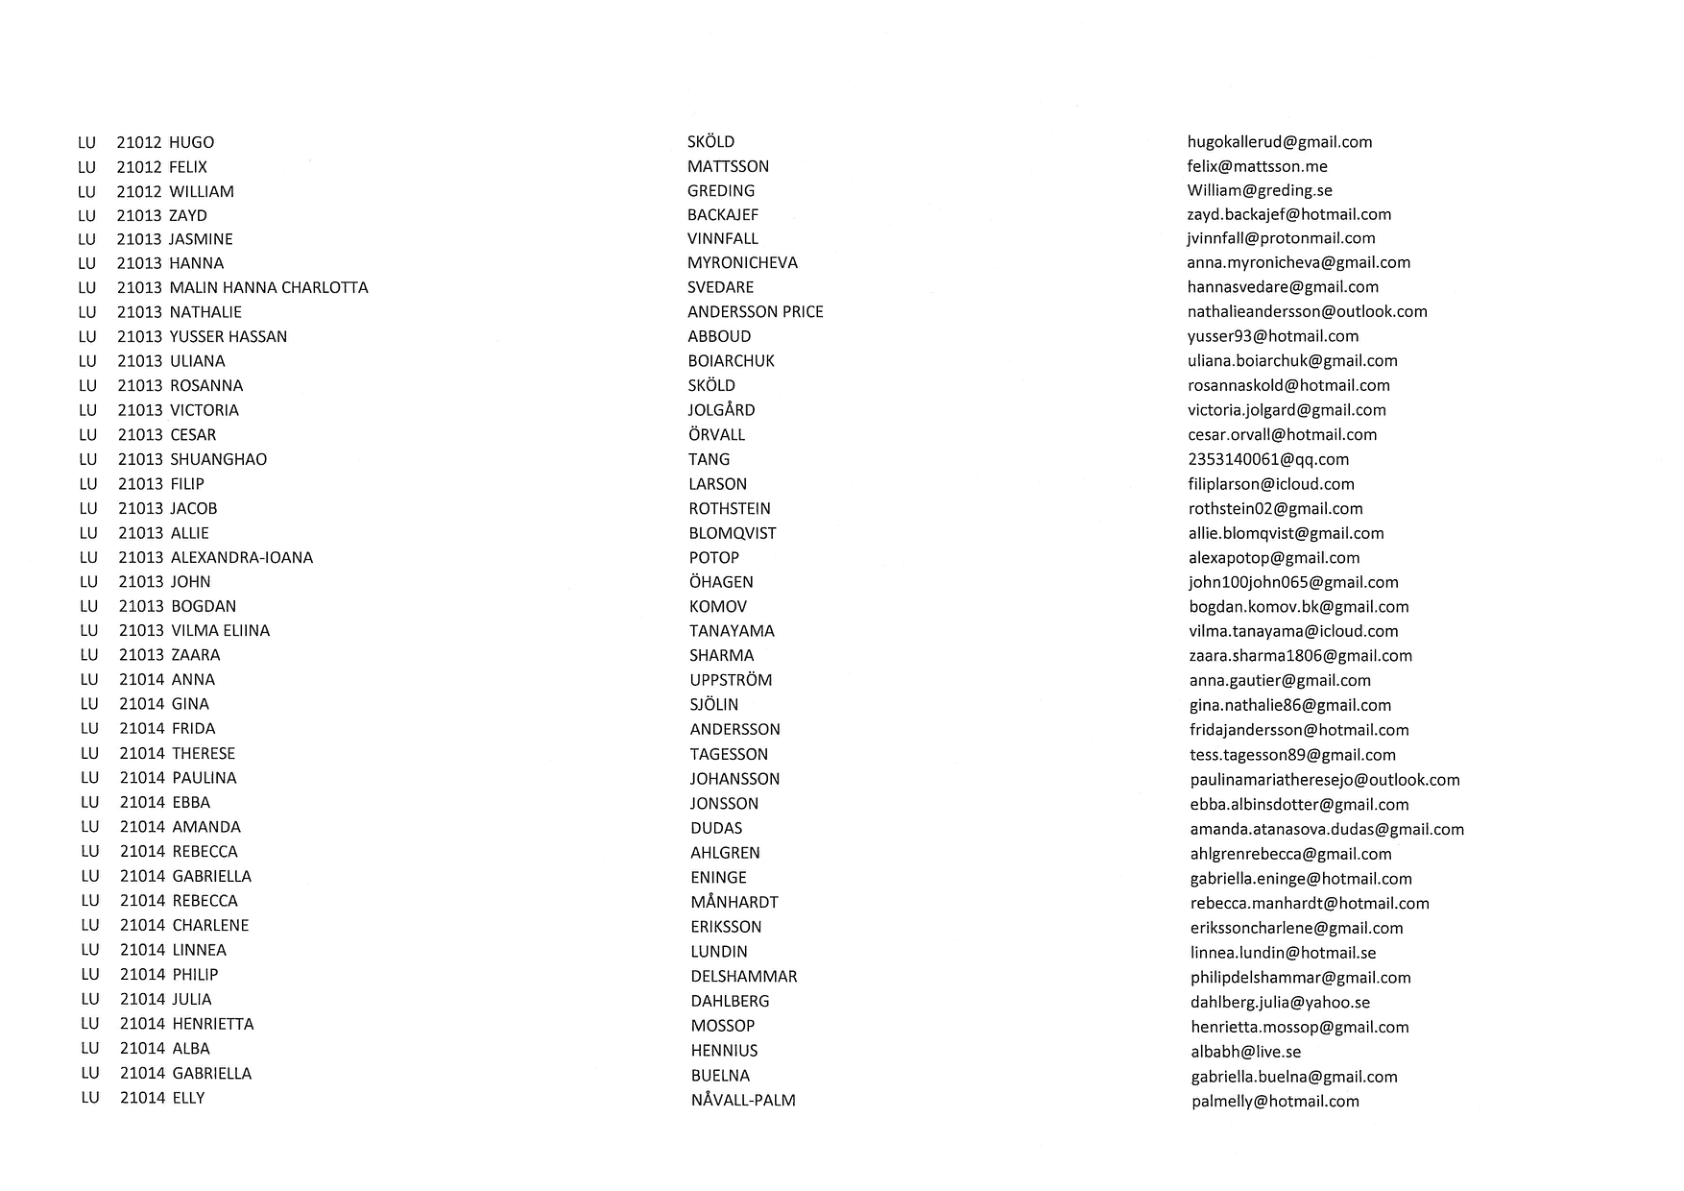 LU 21012 HUGO SKÖLD hugokallerud@gmail.com
LU 21012 FELIX MATTSSON felix@mattsson.me
LU 21012 WILLIAM GREDING William@greding.se
LU 21013 ZAYD BACKAJEF zayd.backajef@hotmail.com
LU 21013 JASMINE VINNFALL jvinnfall@protonmail.com
LU 21013 HANNA MYRONICHEVA anna.myronicheva@gmail.com
LU 21013 MALIN HANNA CHARLOTTA SVEDARE hannasvedare@gmail.com
LU 21013 NATHALIE ANDERSSON PRICE nathalieandersson@outlook.com
LU 21013 YUSSER HASSAN ABBOUD yusser93@hotmail.com
LU 21013 ULIANA BOIARCHUK uliana.boiarchuk@gmail.com
LU 21013 ROSANNA SKÖLD rosannaskold@hotmail.com
LU 21013 VICTORIA JOLGÅRD victoria.jolgard@gmail.com
LU 21013 CESAR ÖRVALL cesar.orvall@hotmail.com
LU 21013 SHUANGHAO TANG 2353140061@qq.com
LU 21013 FILIP LARSON filiplarson@icloud.com
LU 21013 JACOB ROTHSTEIN rothstein02@gmail.com
LU 21013 ALLIE BLOMQVIST allie.blomqvist@gmail.com
LU 21013 ALEXANDRA-IOANA POTOP alexapotop@gmail.com
LU 21013 JOHN ÖHAGEN john100john065@gmail.com
LU 21013 BOGDAN KOMOV bogdan.komov.bk@gmail.com
LU 21013 VILMA ELIINA TANAYAMA vilma.tanayama@icloud.com
LU 21013 ZAARA SHARMA zaara.sharma1806@gmail.com
LU 21014 ANNA UPPSTRÖM anna.gautier@gmail.com
LU 21014 GINA SJÖLIN gina.nathalie86@gmail.com
LU 21014 FRIDA ANDERSSON fridajandersson@hotmail.com
LU 21014 THERESE TAGESSON tess.tagesson89@gmail.com
LU 21014 PAULINA JOHANSSON paulinamariatheresejo@outlook.com
LU 21014 EBBA JONSSON ebba.albinsdotter@gmail.com
LU 21014 AMANDA DUDAS amanda.atanasova.dudas@gmail.com
LU 21014 REBECCA AHLGREN ahlgrenrebecca@gmail.com
LU 21014 GABRIELLA ENINGE gabriella.eninge@hotmail.com
LU 21014 REBECCA MÅNHARDT rebecca.manhardt@hotmail.com
LU 21014 CHARLENE ERIKSSON erikssoncharlene@gmail.com
LU 21014 LINNEA LUNDIN linnea.lundin@hotmail.se
LU 21014 PHILIP DELSHAMMAR philipdelshammar@gmail.com
LU 21014 JULIA DAHLBERG dahlberg.julia@yahoo.se
LU 21014 HENRIETTA MOSSOP henrietta.mossop@gmail.com
LU 21014 ALBA HENNIUS albabh@live.se
LU 21014 GABRIELLA BUELNA gabriella.buelna@gmail.com
LU 21014 ELLY NÅVALL-PALM palmelly@hotmail.com